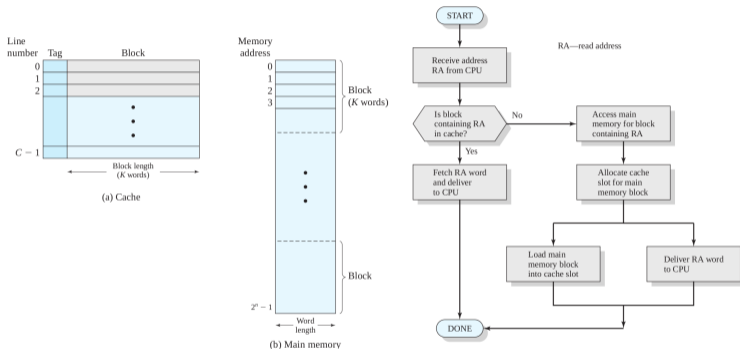 Line
number Tag Block
0
1
2
C − 1
Block length
(K words)
(a) Cache
Memory
address
0
1
2
3
Block
(K words)
Block
2ⁿ − 1
Word
length
(b) Main memory
START
RA—read address
Receive address
RA from CPU
Is block
containing RA
in cache?
No
Access main
memory for block
containing RA
Yes
Fetch RA word
and deliver
to CPU
Allocate cache
slot for main
memory block
Load main
memory block
into cache slot
Deliver RA word
to CPU
DONE